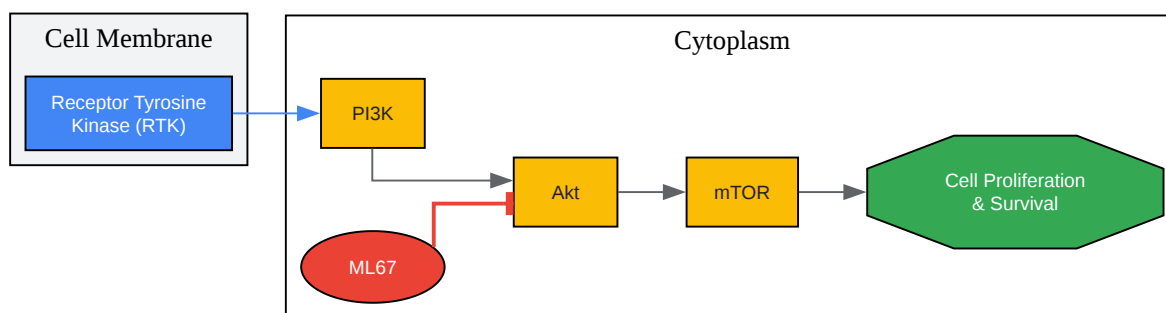 Cell Membrane
Receptor Tyrosine
Kinase (RTK)
Cytoplasm
PI3K
Akt
mTOR
Cell Proliferation
& Survival
ML67